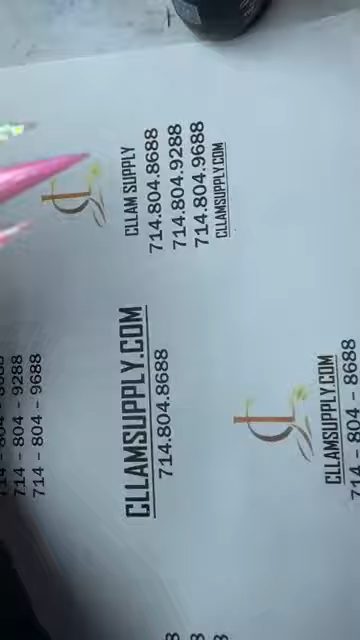 CLLAM SUPPLY
714.804.8688
714.804.9288
714.804.9688
CLLAMSUPPLY.COM
714 - 804 - 9288
714 - 804 - 9688
CLLAMSUPPLY.COM
714.804.8688
CL
CLLAMSUPPLY.COM
714 - 804 - 8688